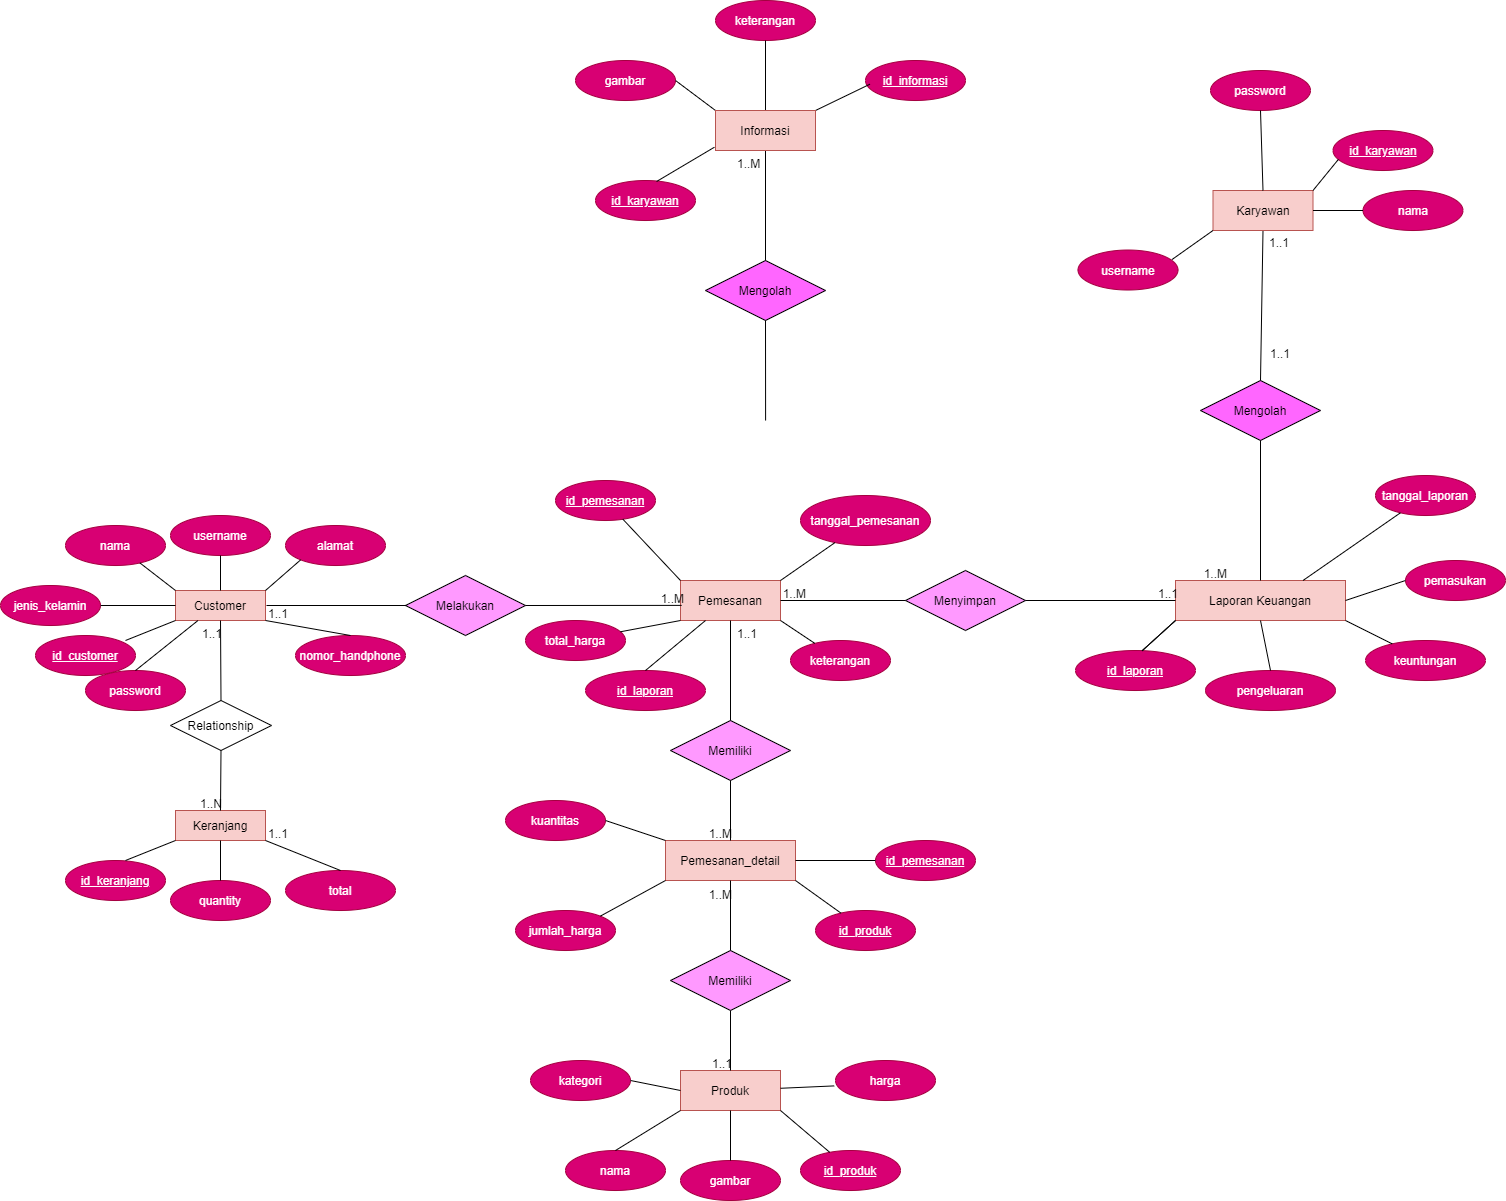 keterangan
gambar
id_informasi
Informasi
1..M
id_karyawan
Mengolah
password
id_karyawan
Karyawan
nama
1..1
username
1..1
Mengolah
id_pemesanan
tanggal_pemesanan
tanggal_laporan
nama
username
alamat
jenis_kelamin
Customer
1..1
1..1
id_customer
password
nomor_handphone
Melakukan
1..M
Pemesanan
1..M
total_harga
1..1
keterangan
id_laporan
Menyimpan
1..1
1..M
Laporan Keuangan
pemasukan
id_laporan
pengeluaran
keuntungan
Relationship
Memiliki
1..N
Keranjang
1..1
id_keranjang
quantity
total
kuantitas
1..M
Pemesanan_detail
id_pemesanan
1..M
jumlah_harga
id_produk
Memiliki
1..1
kategori
Produk
harga
nama
gambar
id_produk